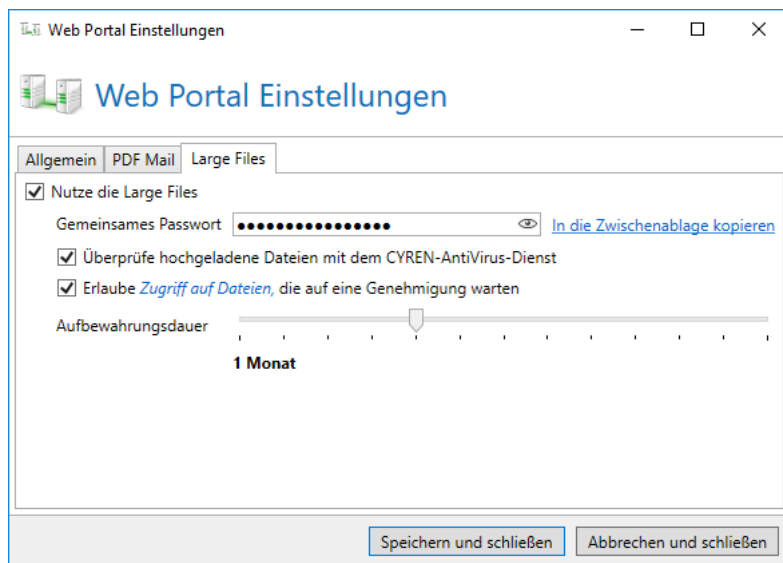 Web Portal Einstellungen
Web Portal Einstellungen
Allgemein PDF Mail Large Files
Nutze die Large Files
Gemeinsames Passwort ●●●●●●●●●●●●●●●● In die Zwischenablage kopieren
Überprüfe hochgeladene Dateien mit dem CYREN-AntiVirus-Dienst
Erlaube Zugriff auf Dateien, die auf eine Genehmigung warten
Aufbewahrungsdauer
1 Monat
Speichern und schließen Abbrechen und schließen